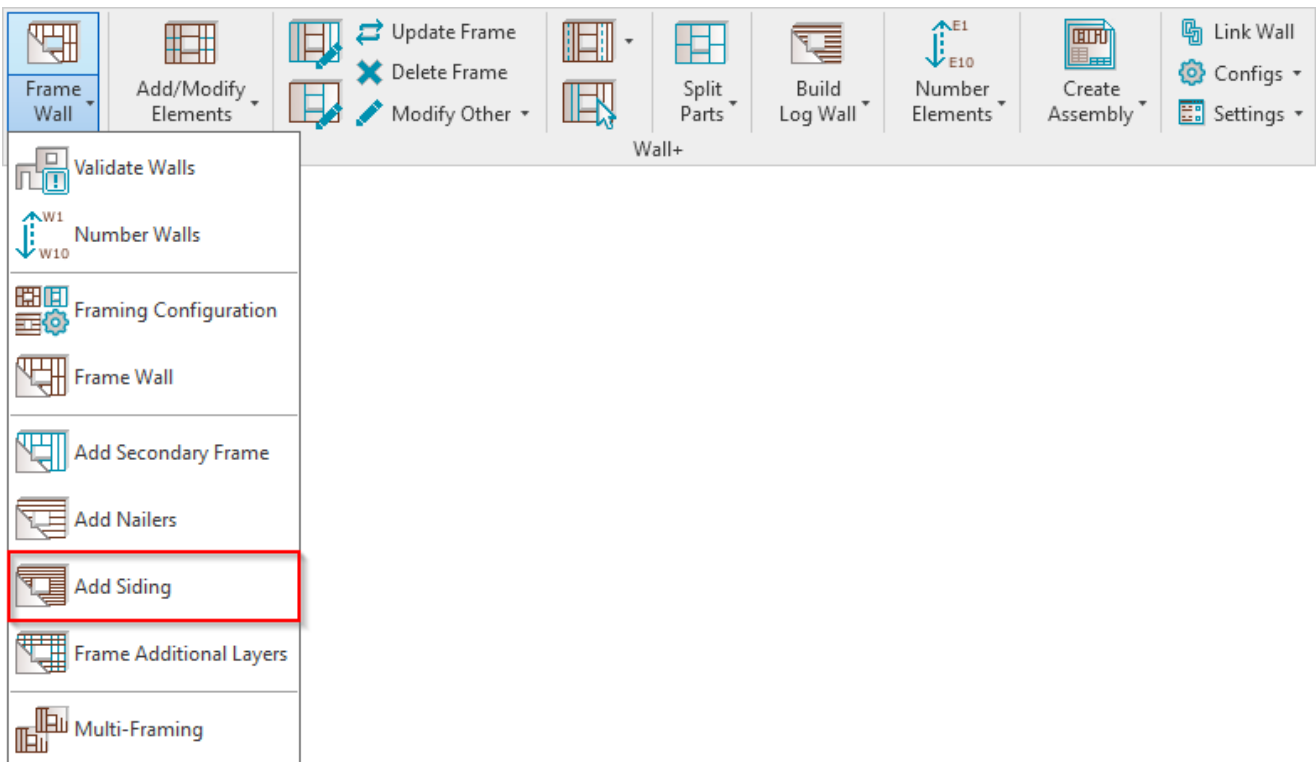 Frame
Wall
Add/Modify
Elements
Update Frame
Delete Frame
Modify Other
Split
Parts
Build
Log Wall
E1
E10
Number
Elements
Create
Assembly
Link Wall
Configs
Settings
Wall+
Validate Walls
W1
W10
Number Walls
Framing Configuration
Frame Wall
Add Secondary Frame
Add Nailers
Add Siding
Frame Additional Layers
Multi-Framing